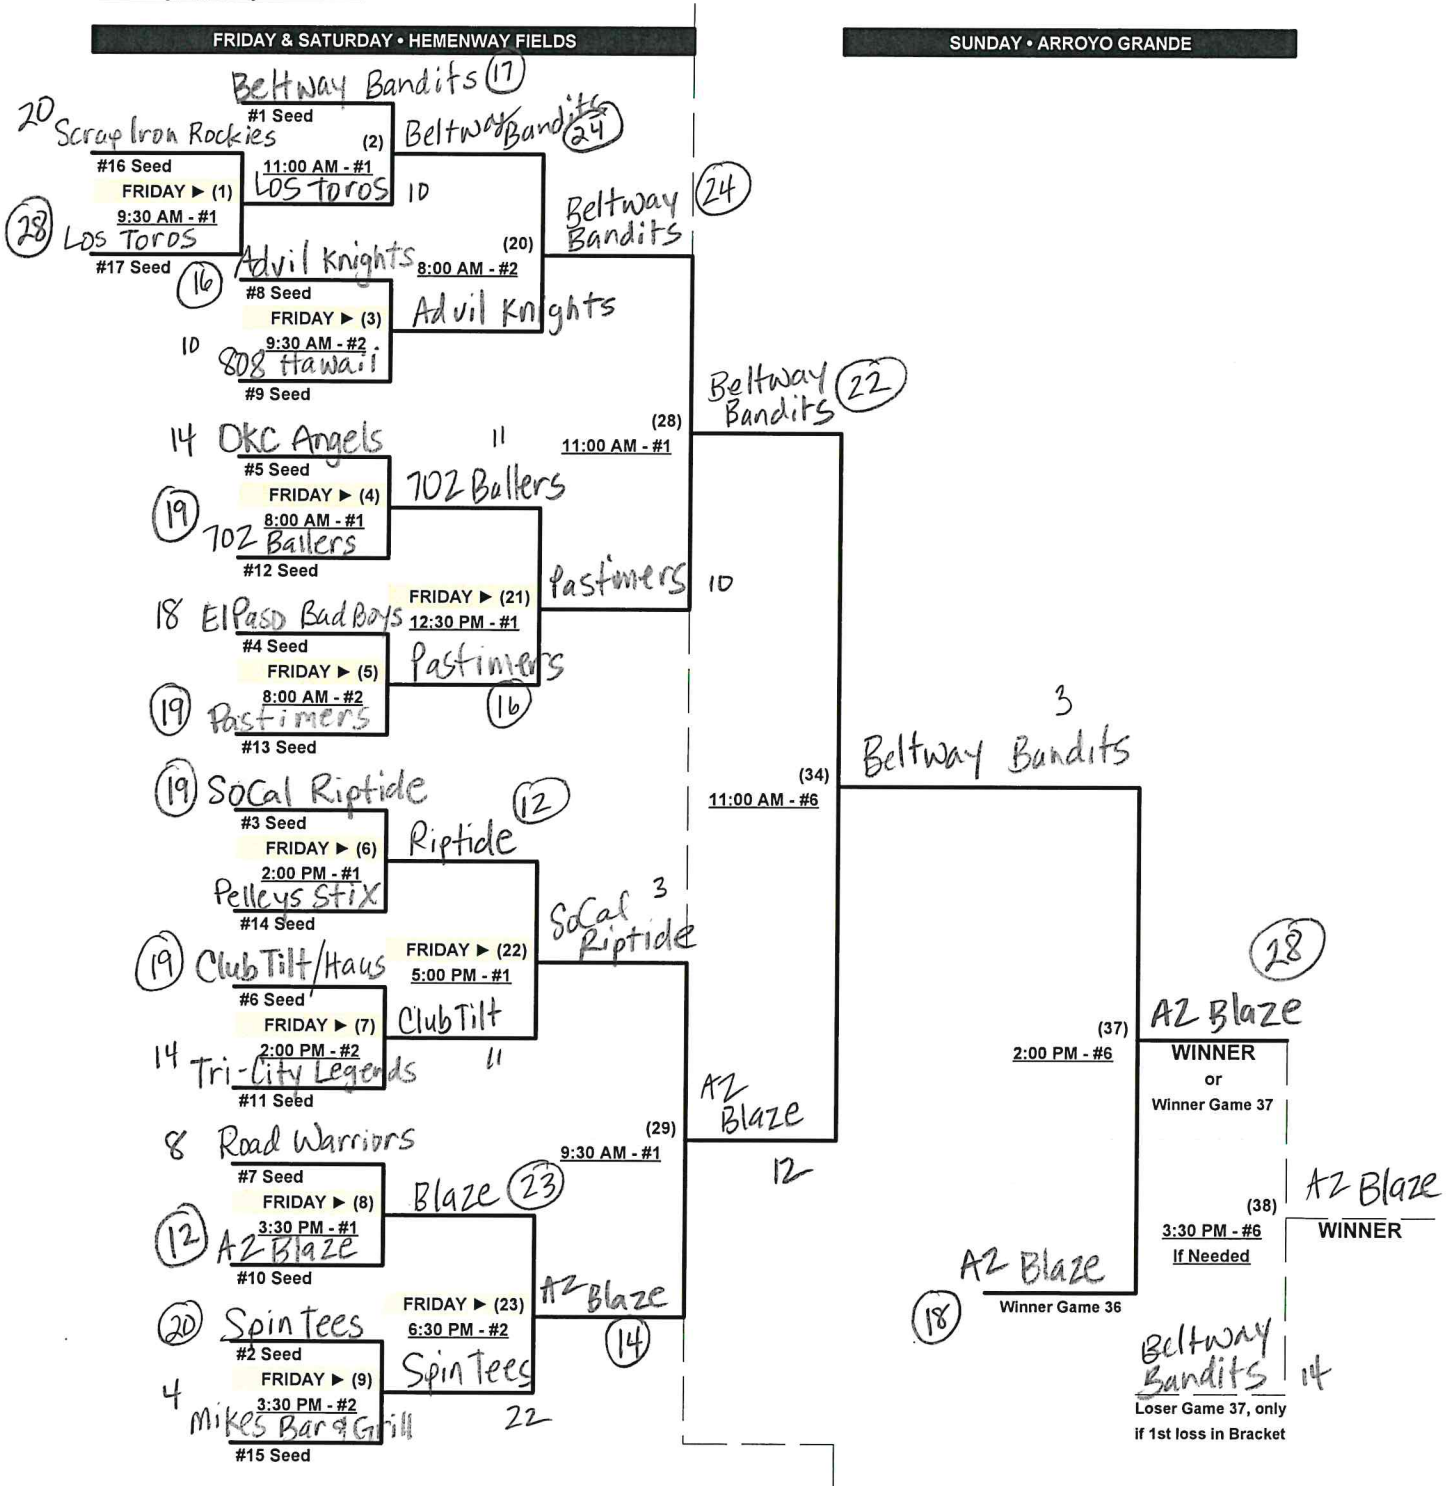 FRIDAY & SATURDAY • HEMENWAY FIELDS
SUNDAY • ARROYO GRANDE
Beltway Bandits 17
#1 Seed
20 Scrap Iron Rockies
#16 Seed
FRIDAY ► (1)
9:30 AM - #1
28 Los Toros
#17 Seed
(2)
11:00 AM - #1
Los Toros 10
Beltway Bandits 24
16 Advil Knights
#8 Seed
FRIDAY ► (3)
9:30 AM - #2
10 808 Hawaii
#9 Seed
(20)
8:00 AM - #2
Advil Knights
Beltway Bandits 24
14 OKC Angels
#5 Seed
FRIDAY ► (4)
8:00 AM - #1
19 702 Ballers
#12 Seed
11
702 Ballers
18 El Paso Bad Boys
#4 Seed
FRIDAY ► (5)
8:00 AM - #2
19 Pastimers
#13 Seed
FRIDAY ► (21)
12:30 PM - #1
Pastimers
16
Pastimers 10
(28)
11:00 AM - #1
Beltway Bandits 22
19 SoCal Riptide
#3 Seed
FRIDAY ► (6)
2:00 PM - #1
Pelleys Stix
#14 Seed
Riptide 12
19 Club Tilt/Haus
#6 Seed
FRIDAY ► (7)
2:00 PM - #2
14 Tri-City Legends
#11 Seed
FRIDAY ► (22)
5:00 PM - #1
Club Tilt
11
SoCal Riptide 3
8 Road Warriors
#7 Seed
FRIDAY ► (8)
3:30 PM - #1
12 AZ Blaze
#10 Seed
Blaze 23
20 Spin Tees
#2 Seed
FRIDAY ► (9)
3:30 PM - #2
4 Mikes Bar & Grill
#15 Seed
FRIDAY ► (23)
6:30 PM - #2
Spin Tees
22
AZ Blaze
14
(29)
9:30 AM - #1
AZ Blaze
12
(34)
11:00 AM - #6
3
Beltway Bandits
(37)
2:00 PM - #6
28
AZ Blaze
WINNER
or
Winner Game 37
AZ Blaze
18
Winner Game 36
(38)
3:30 PM - #6
If Needed
AZ Blaze
WINNER
Beltway
Bandits 14
Loser Game 37, only
if 1st loss in Bracket